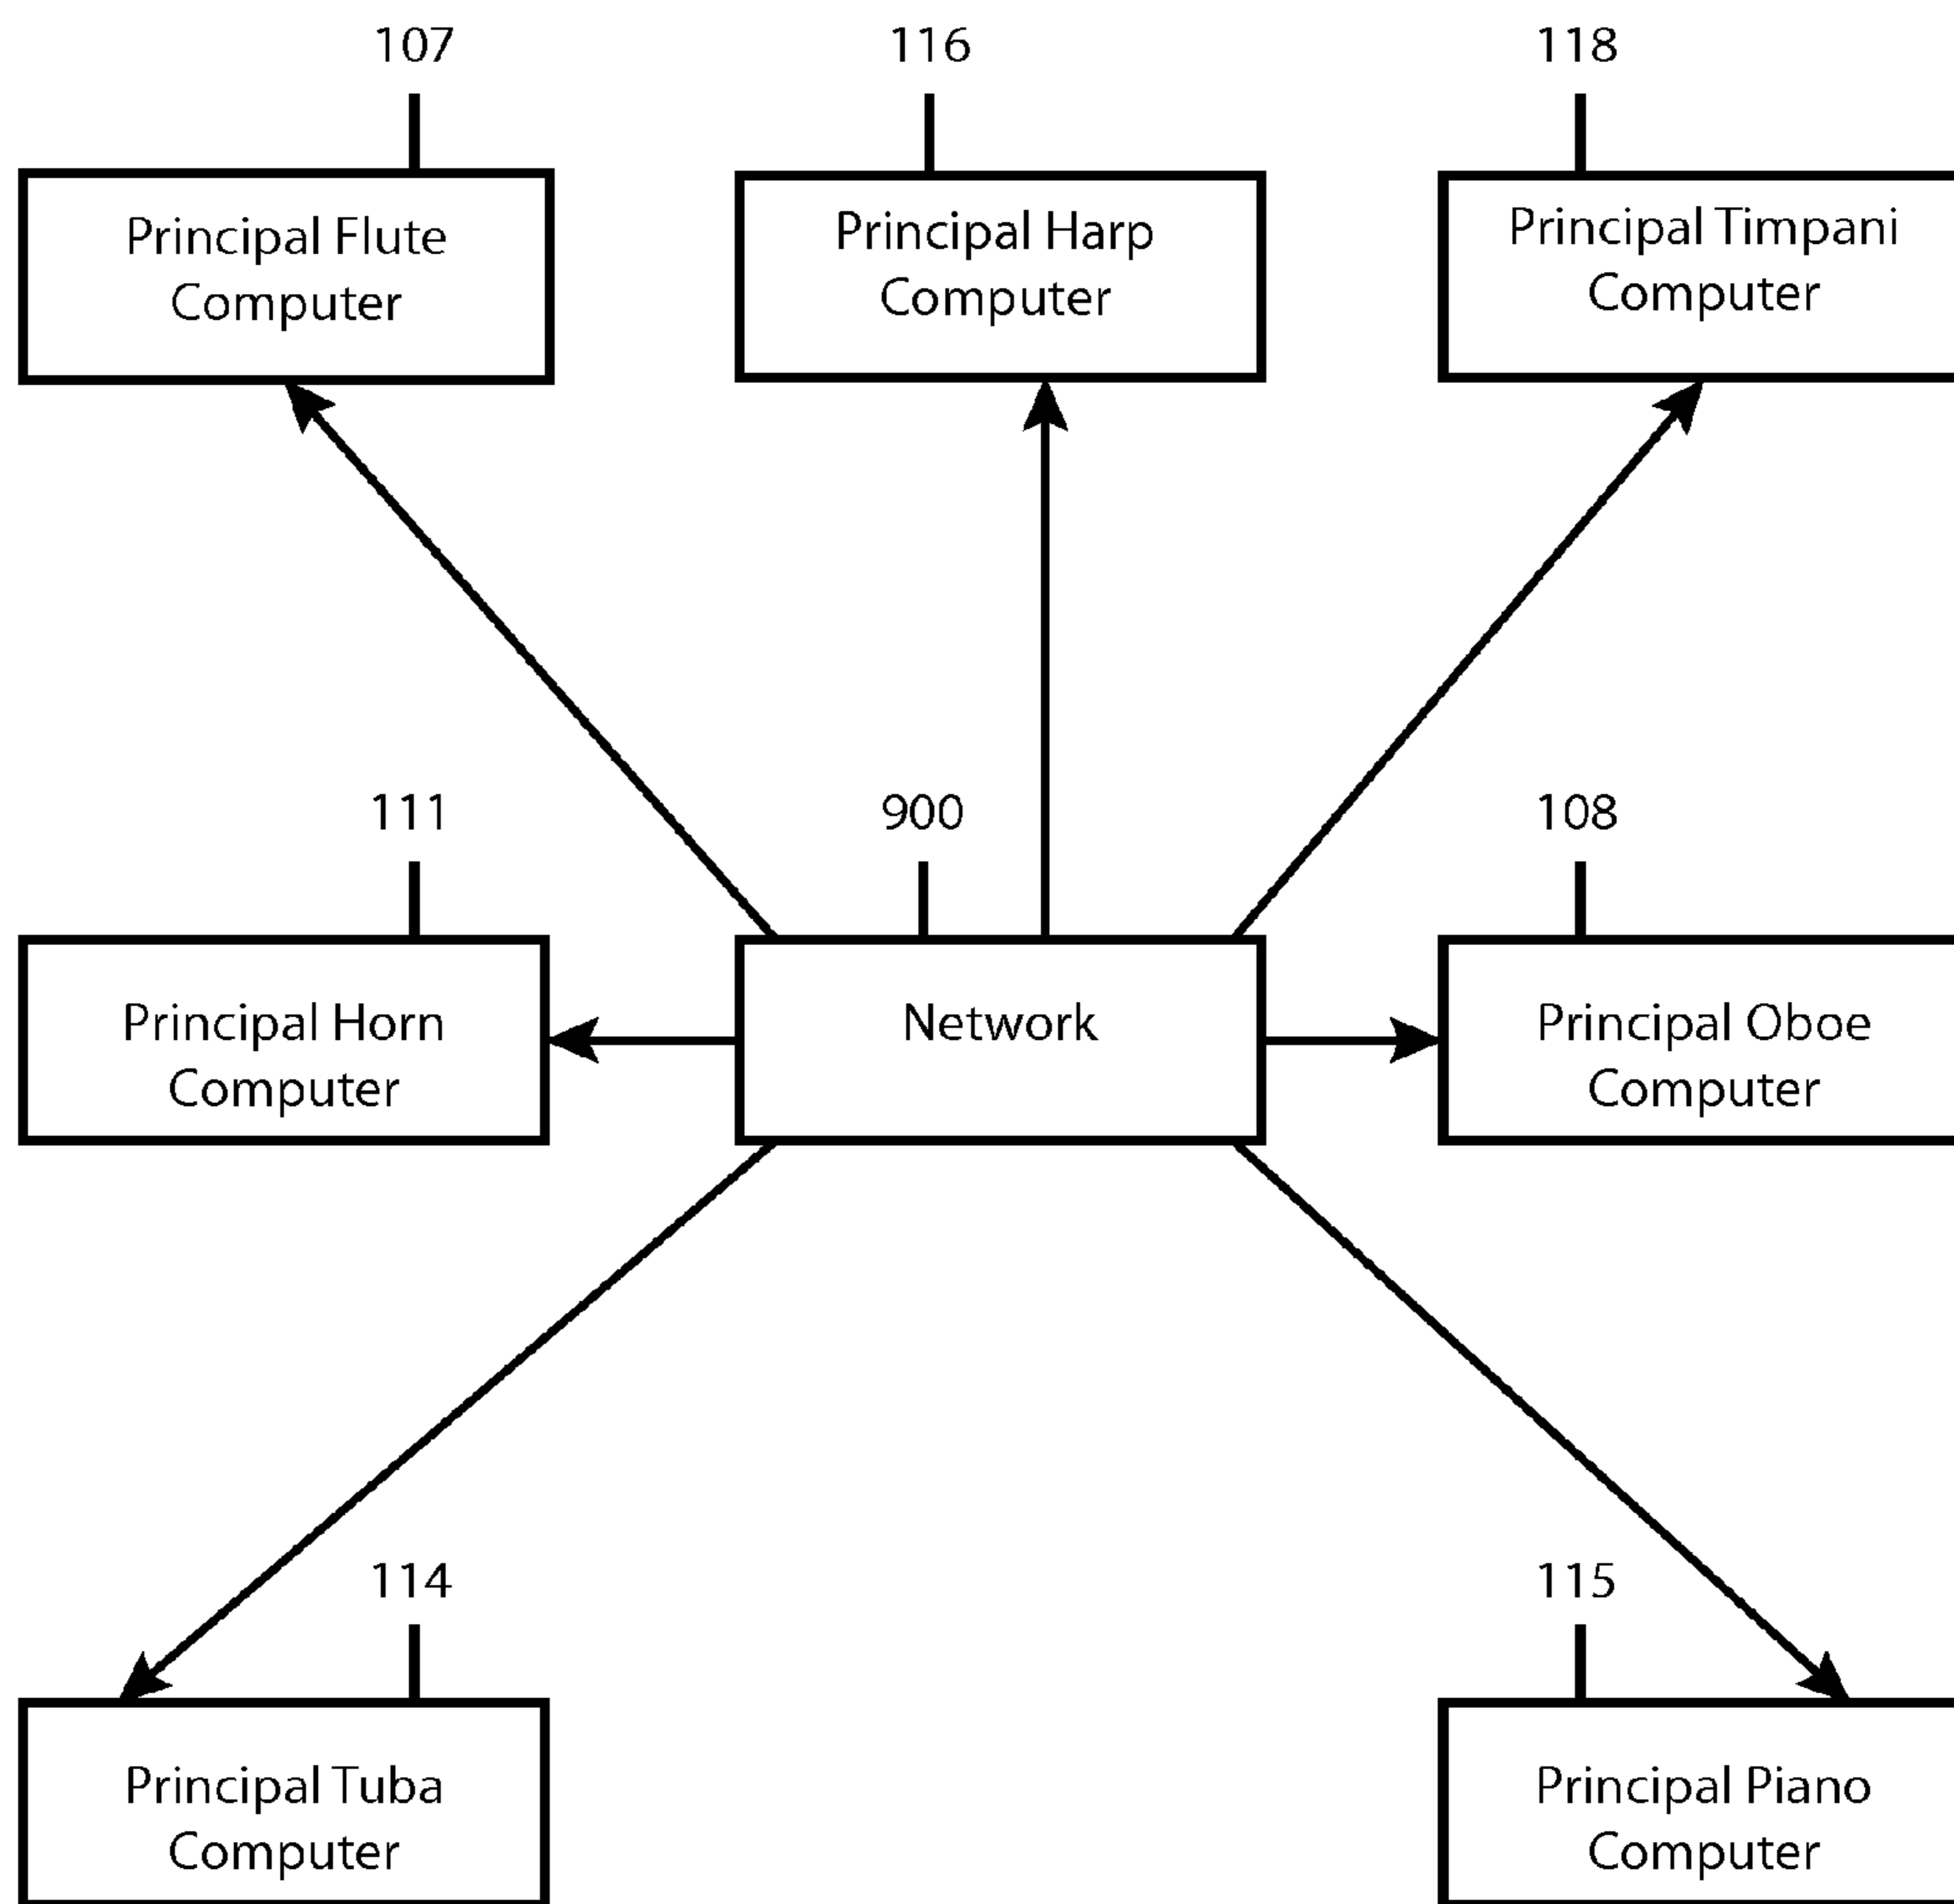 107
116
118
Principal Flute
Computer
Principal Harp
Computer
Principal Timpani
Computer
111
900
108
Principal Horn
Computer
Network
Principal Oboe
Computer
114
115
Principal Tuba
Computer
Principal Piano
Computer